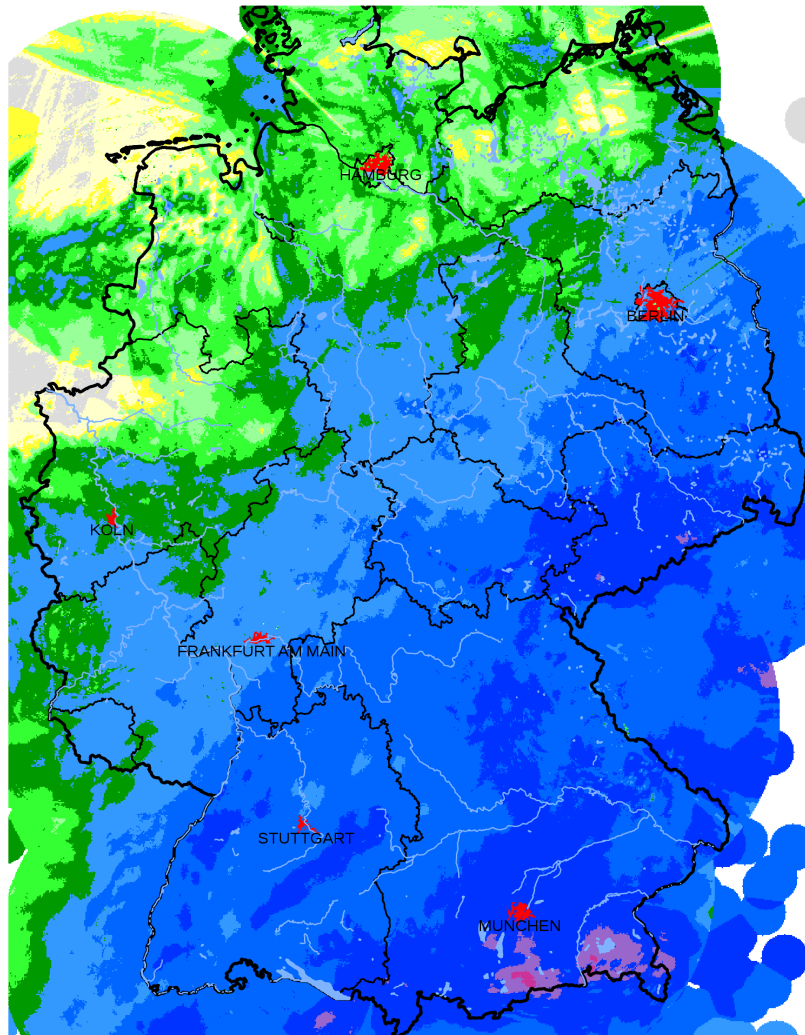 HAMBURG
BERLIN
KÖLN
FRANKFURT AM MAIN
STUTTGART
MÜNCHEN